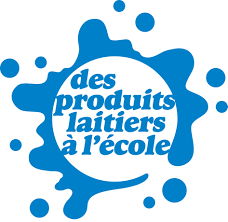 des
produits
laitiers
à l'école